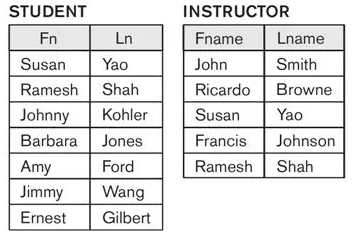 STUDENT
Fn Ln
Susan Yao
Ramesh Shah
Johnny Kohler
Barbara Jones
Amy Ford
Jimmy Wang
Ernest Gilbert
INSTRUCTOR
Fname Lname
John Smith
Ricardo Browne
Susan Yao
Francis Johnson
Ramesh Shah